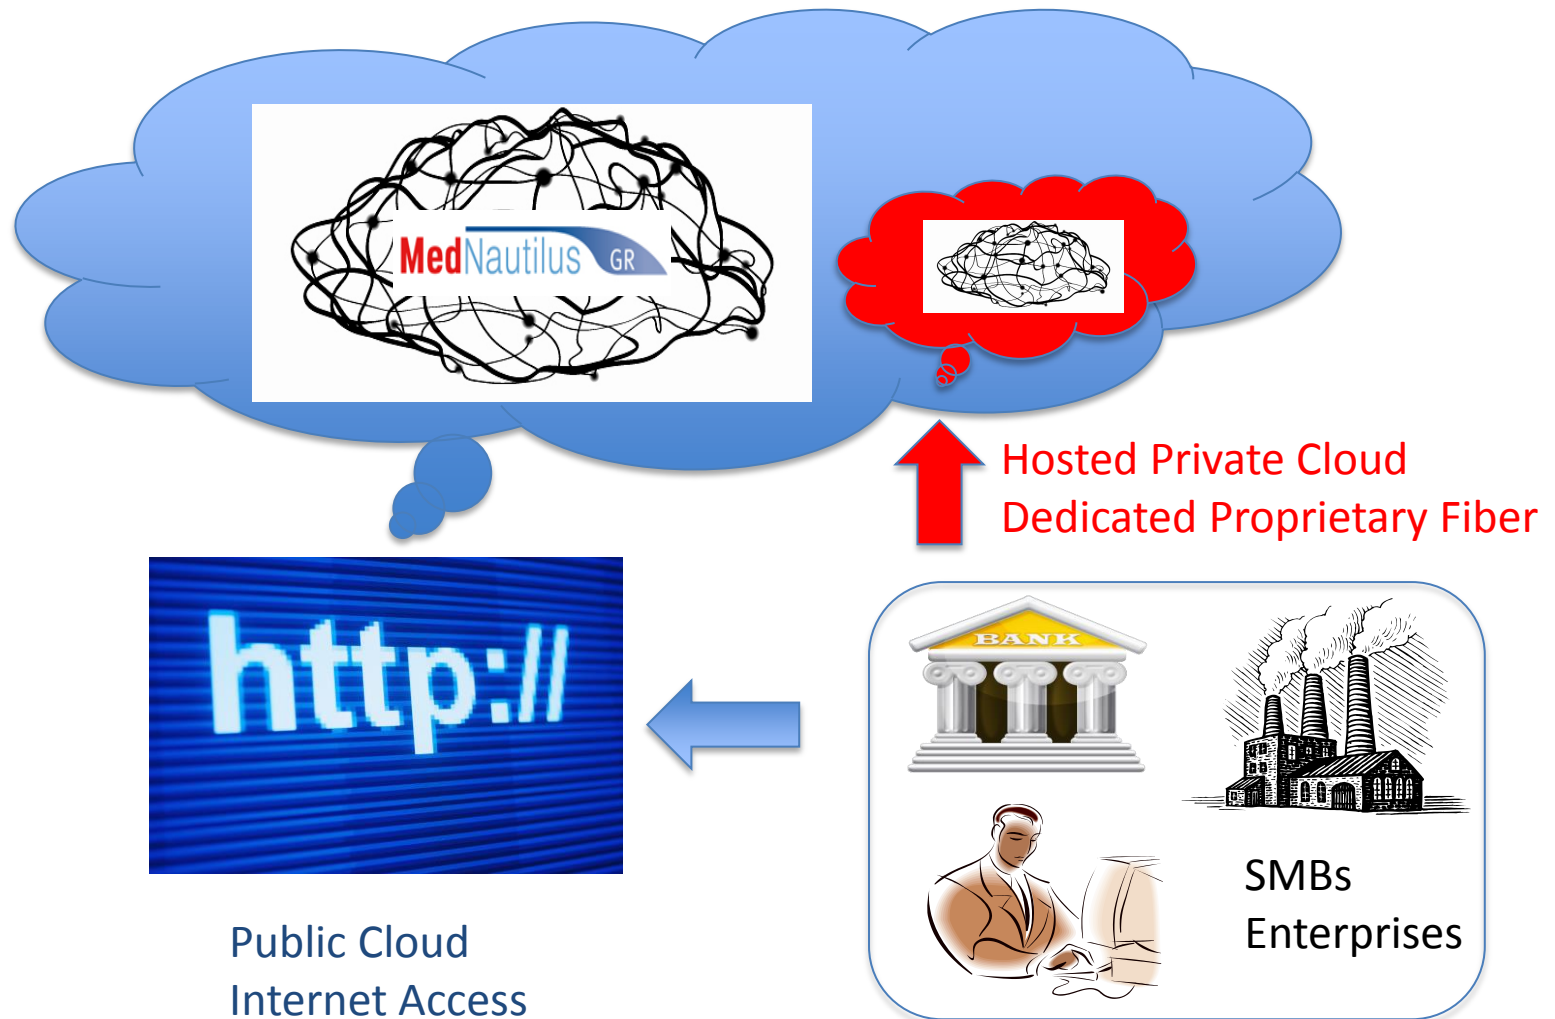 MedNautilus GR
Hosted Private Cloud
Dedicated Proprietary Fiber
http://
BANK
SMBs
Enterprises
Public Cloud
Internet Access